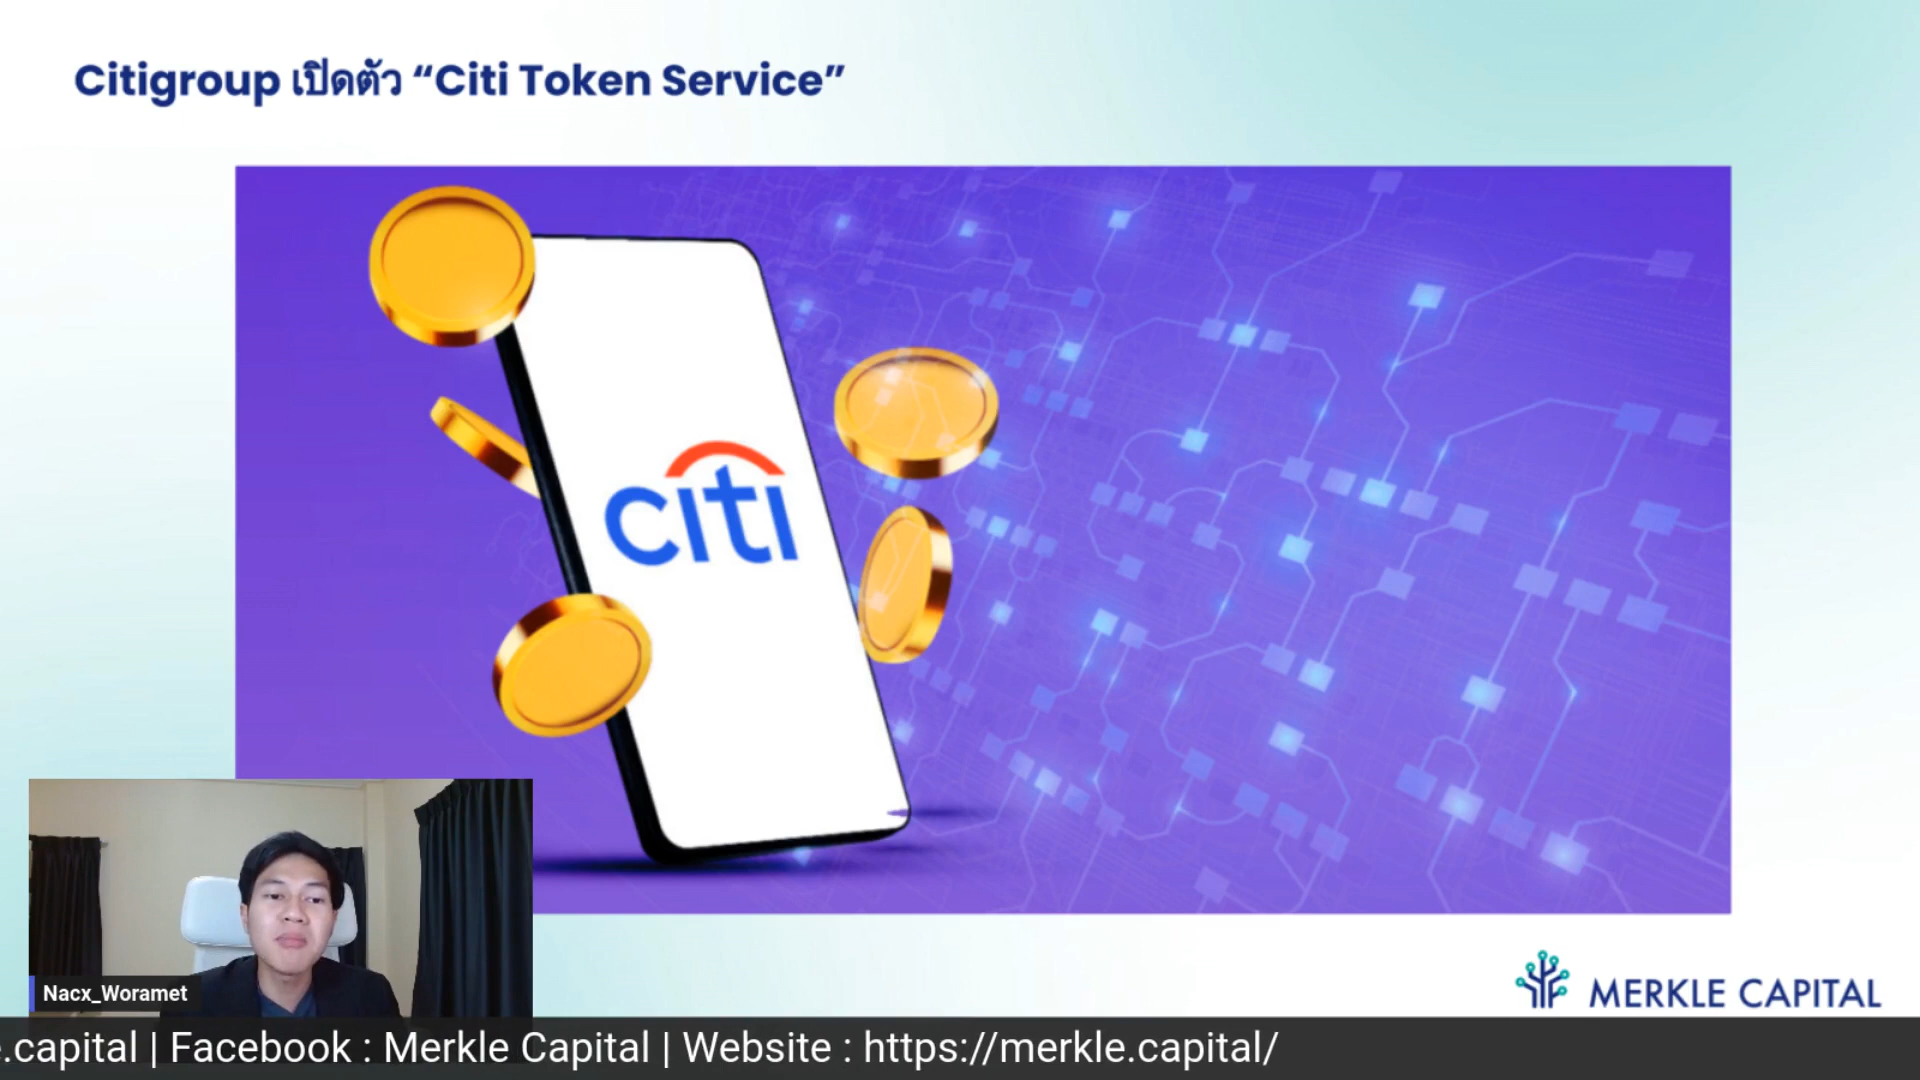 Citigroup เปิดตัว “Citi Token Service”
citi
Nacx_Woramet
MERKLE CAPITAL
.capital | Facebook : Merkle Capital | Website : https://merkle.capital/